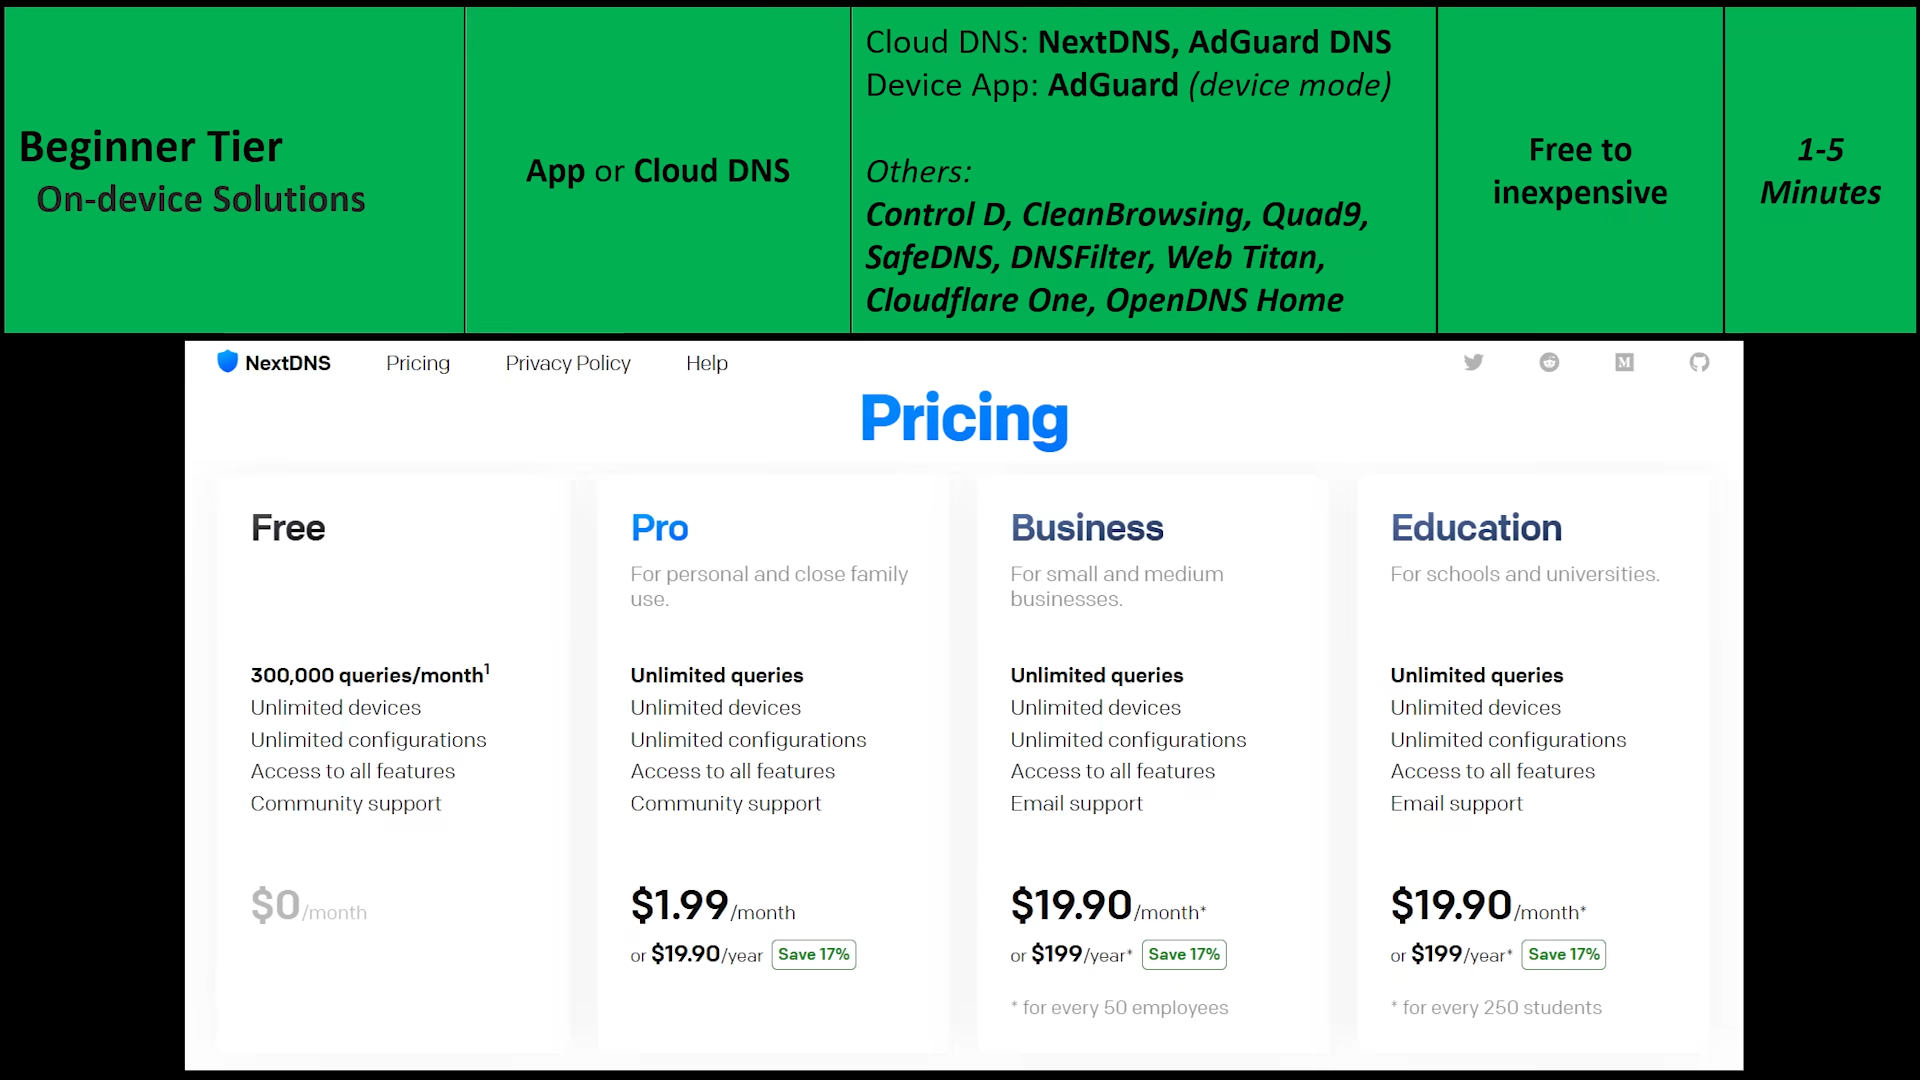 Beginner Tier
On-device Solutions
App or Cloud DNS
Cloud DNS: NextDNS, AdGuard DNS
Device App: AdGuard (device mode)
Others:
Control D, CleanBrowsing, Quad9,
SafeDNS, DNSFilter, Web Titan,
Cloudflare One, OpenDNS Home
Free to
inexpensive
1-5
Minutes
NextDNS Pricing Privacy Policy Help
Pricing
Free
300,000 queries/month¹
Unlimited devices
Unlimited configurations
Access to all features
Community support
$0/month
Pro
For personal and close family
use.
Unlimited queries
Unlimited devices
Unlimited configurations
Access to all features
Community support
$1.99/month
or $19.90/year Save 17%
Business
For small and medium
businesses.
Unlimited queries
Unlimited devices
Unlimited configurations
Access to all features
Email support
$19.90/month*
or $199/year* Save 17%
* for every 50 employees
Education
For schools and universities.
Unlimited queries
Unlimited devices
Unlimited configurations
Access to all features
Email support
$19.90/month*
or $199/year* Save 17%
* for every 250 students